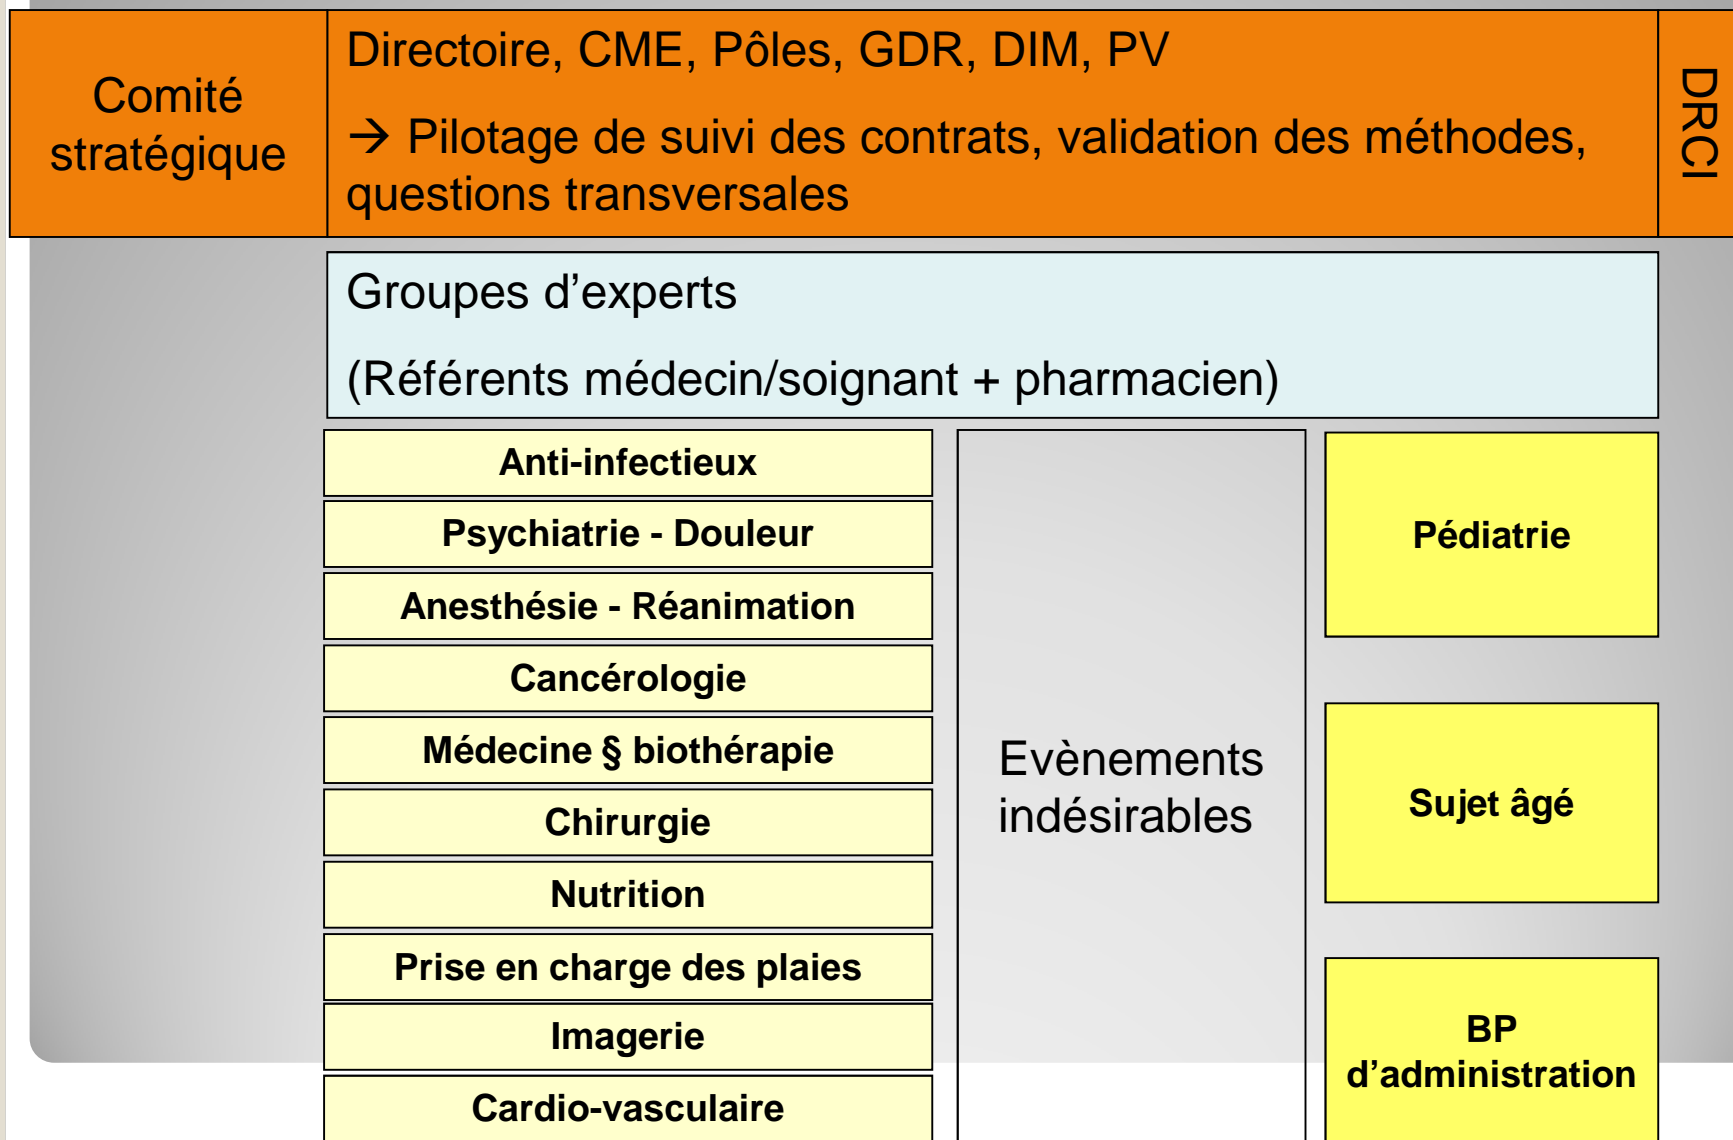 Comité
stratégique
Directoire, CME, Pôles, GDR, DIM, PV
→ Pilotage de suivi des contrats, validation des méthodes,
questions transversales
DRCI
Groupes d’experts
(Référents médecin/soignant + pharmacien)
Anti-infectieux
Psychiatrie - Douleur
Anesthésie - Réanimation
Cancérologie
Médecine § biothérapie
Chirurgie
Nutrition
Prise en charge des plaies
Imagerie
Cardio-vasculaire
Evènements
indésirables
Pédiatrie
Sujet âgé
BP
d’administration